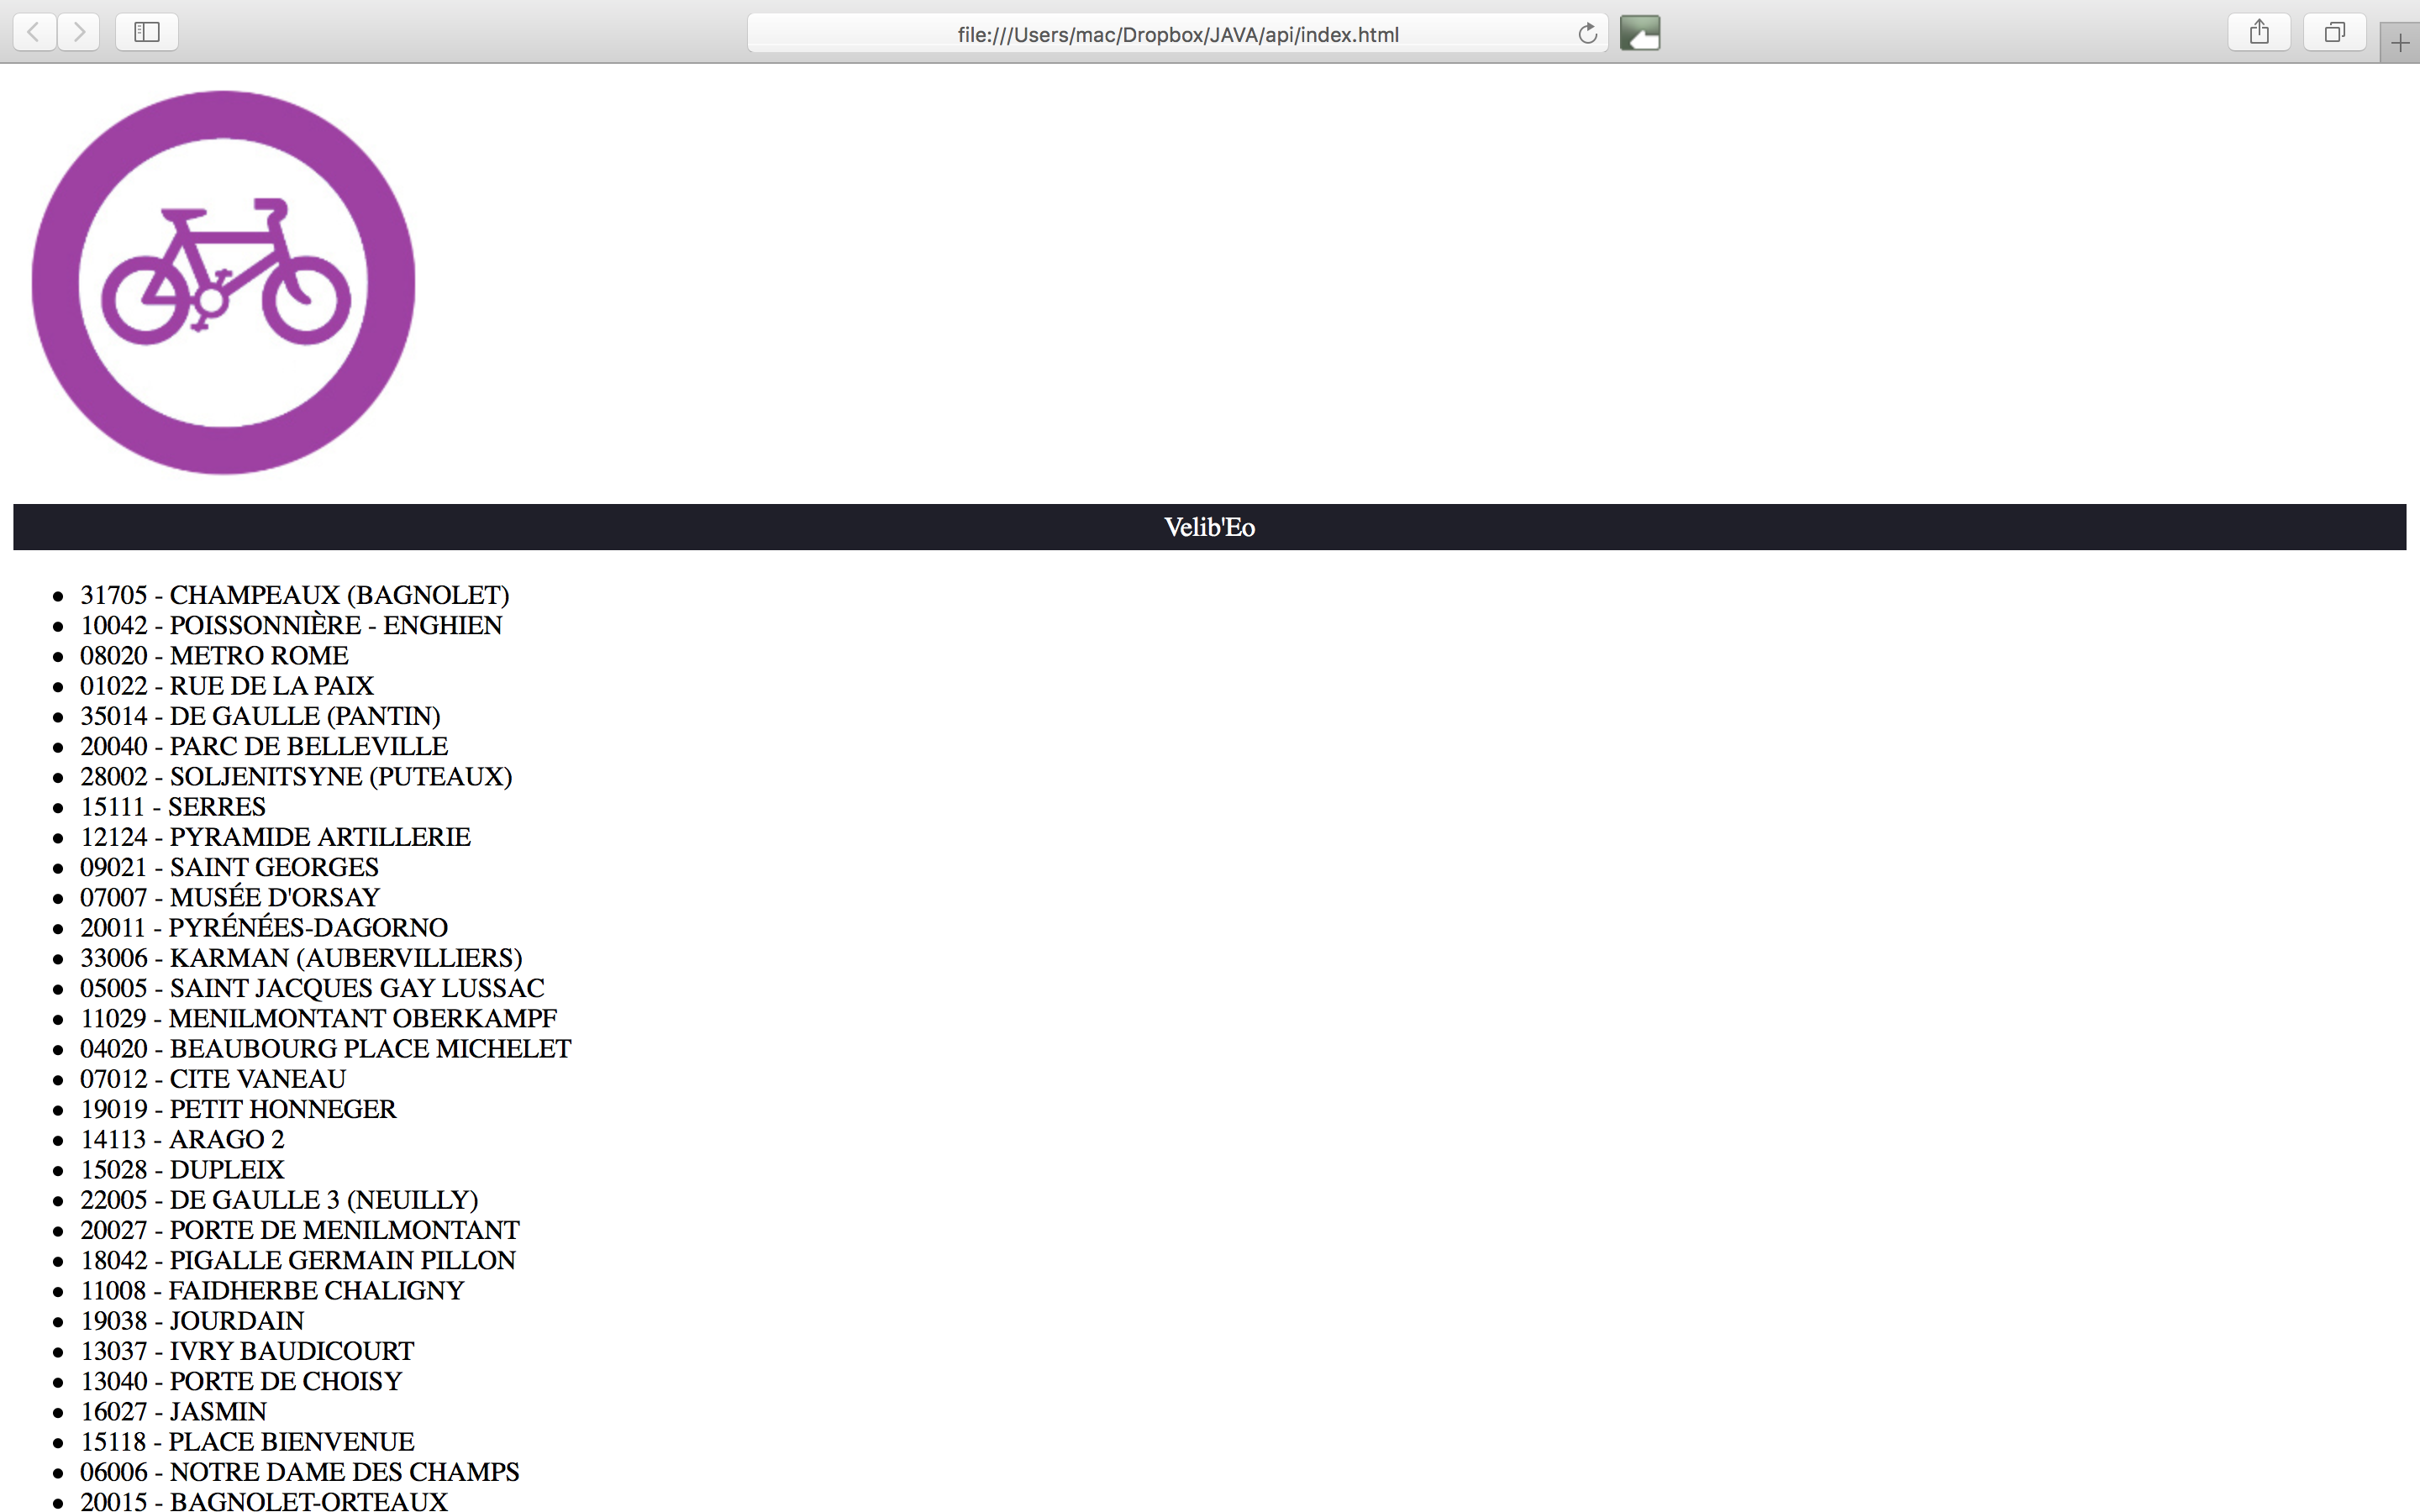 file:///Users/mac/Dropbox/JAVA/api/index.html
Velib'Eo
31705 - CHAMPEAUX (BAGNOLET)
10042 - POISSONNIÈRE - ENGHIEN
08020 - METRO ROME
01022 - RUE DE LA PAIX
35014 - DE GAULLE (PANTIN)
20040 - PARC DE BELLEVILLE
28002 - SOLJENITSYNE (PUTEAUX)
15111 - SERRES
12124 - PYRAMIDE ARTILLERIE
09021 - SAINT GEORGES
07007 - MUSÉE D'ORSAY
20011 - PYRÉNÉES-DAGORNO
33006 - KARMAN (AUBERVILLIERS)
05005 - SAINT JACQUES GAY LUSSAC
11029 - MENILMONTANT OBERKAMPF
04020 - BEAUBOURG PLACE MICHELET
07012 - CITE VANEAU
19019 - PETIT HONNEGER
14113 - ARAGO 2
15028 - DUPLEIX
22005 - DE GAULLE 3 (NEUILLY)
20027 - PORTE DE MENILMONTANT
18042 - PIGALLE GERMAIN PILLON
11008 - FAIDHERBE CHALIGNY
19038 - JOURDAIN
13037 - IVRY BAUDICOURT
13040 - PORTE DE CHOISY
16027 - JASMIN
15118 - PLACE BIENVENUE
06006 - NOTRE DAME DES CHAMPS
20015 - BAGNOLET-ORTEAUX